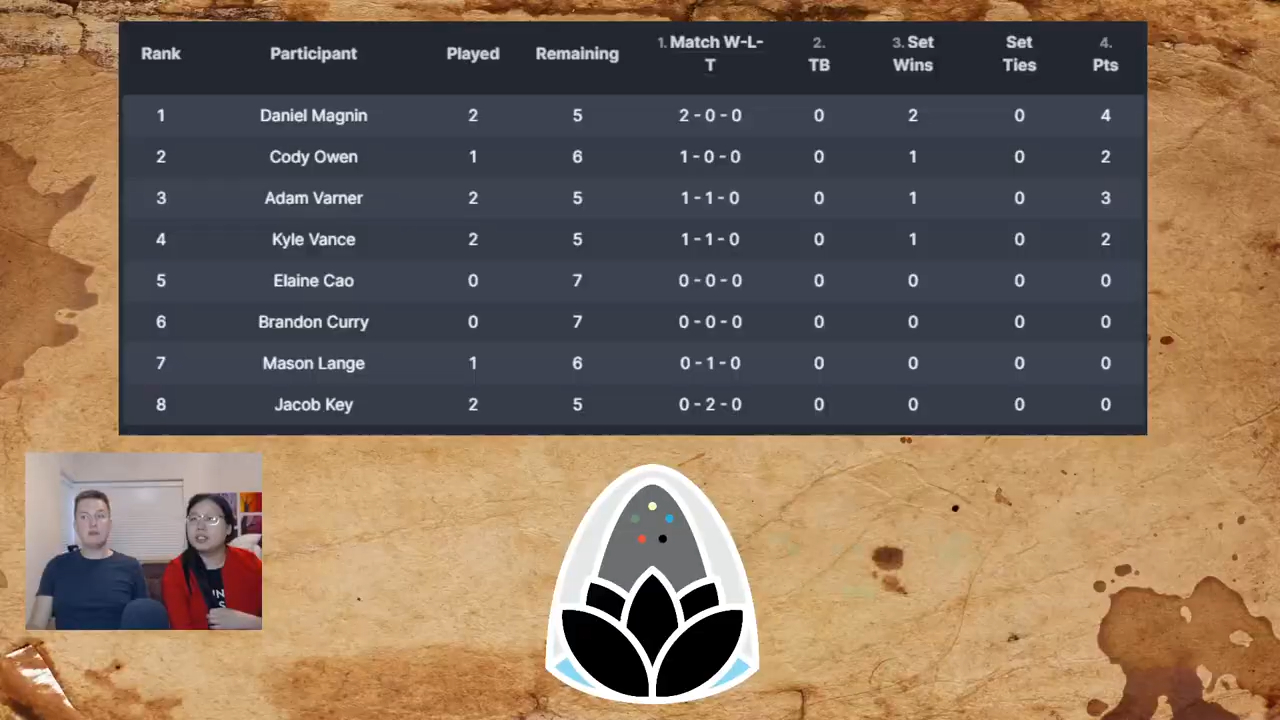 Rank Participant Played Remaining 1. Match W-L-T 2. TB 3. Set Wins Set Ties 4. Pts
1 Daniel Magnin 2 5 2 - 0 - 0 0 2 0 4
2 Cody Owen 1 6 1 - 0 - 0 0 1 0 2
3 Adam Varner 2 5 1 - 1 - 0 0 1 0 3
4 Kyle Vance 2 5 1 - 1 - 0 0 1 0 2
5 Elaine Cao 0 7 0 - 0 - 0 0 0 0 0
6 Brandon Curry 0 7 0 - 0 - 0 0 0 0 0
7 Mason Lange 1 6 0 - 1 - 0 0 0 0 0
8 Jacob Key 2 5 0 - 2 - 0 0 0 0 0